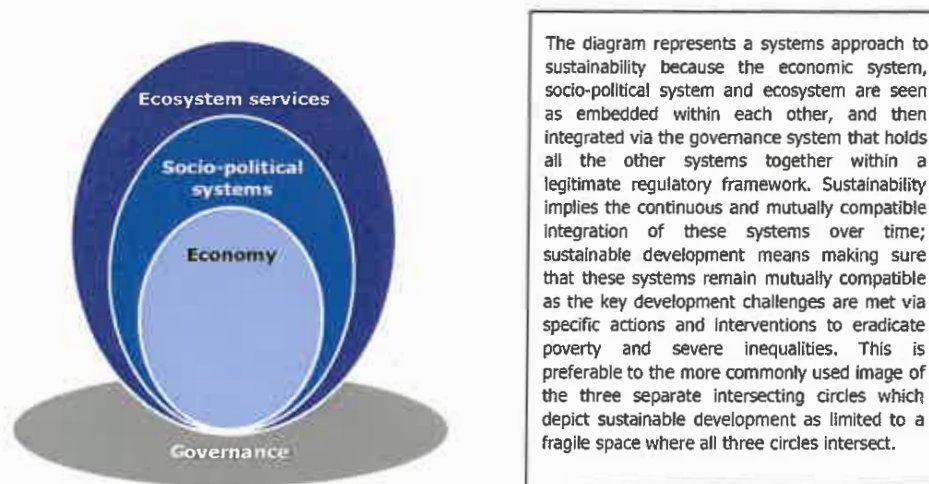 Ecosystem services
Socio-political
systems
Economy
Governance
The diagram represents a systems approach to
sustainability because the economic system,
socio-political system and ecosystem are seen
as embedded within each other, and then
integrated via the governance system that holds
all the other systems together within a
legitimate regulatory framework. Sustainability
implies the continuous and mutually compatible
integration of these systems over time;
sustainable development means making sure
that these systems remain mutually compatible
as the key development challenges are met via
specific actions and interventions to eradicate
poverty and severe inequalities. This is
preferable to the more commonly used image of
the three separate intersecting circles which
depict sustainable development as limited to a
fragile space where all three circles intersect.